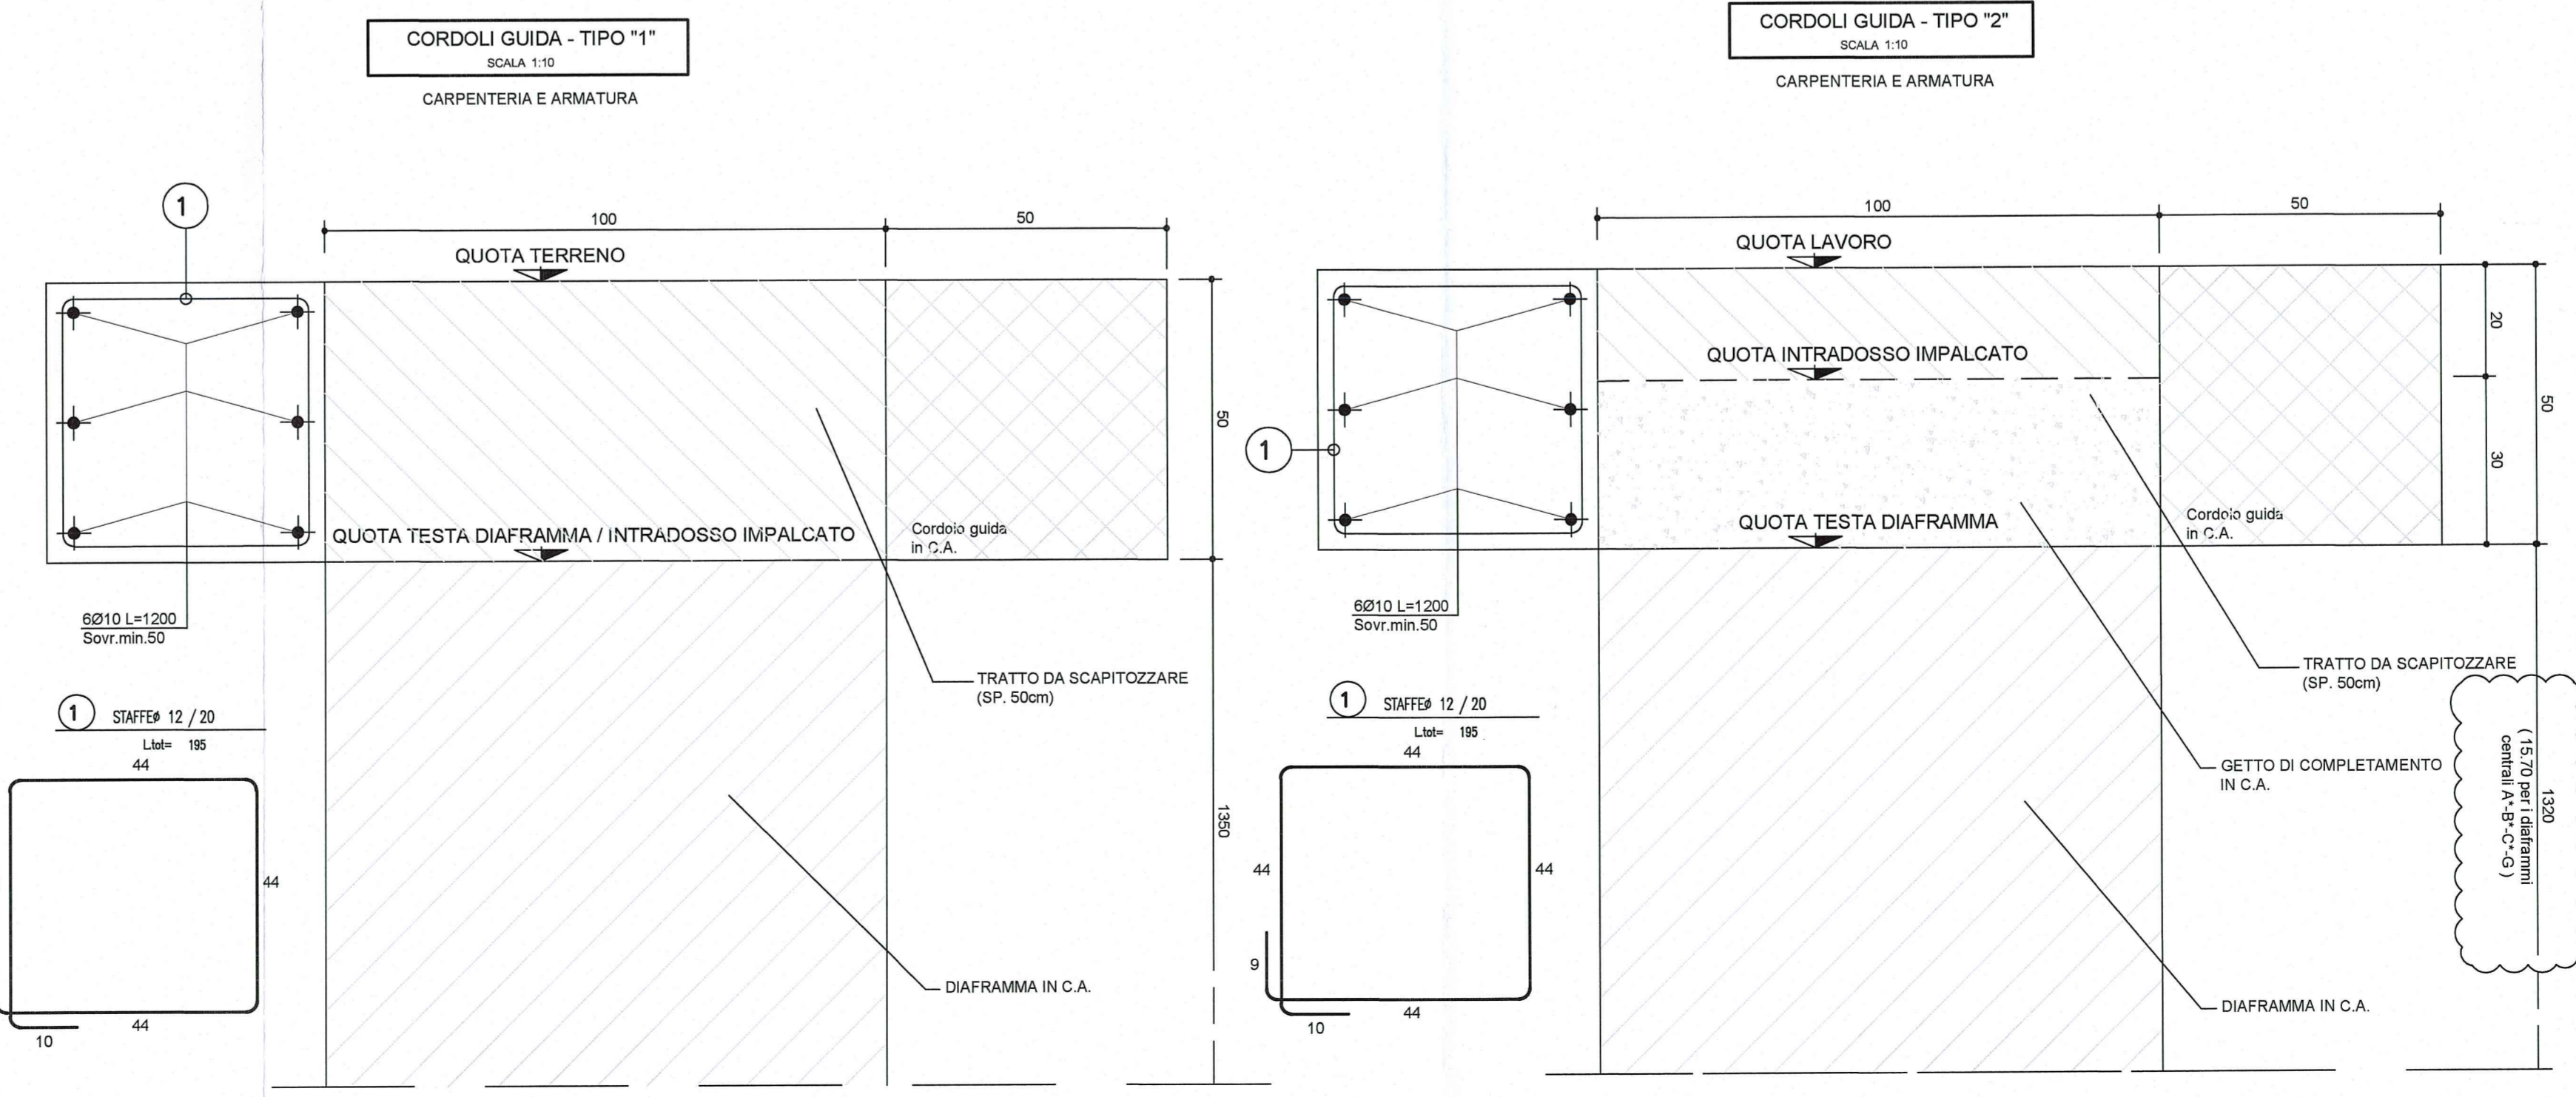 CORDOLI GUIDA - TIPO "1"
SCALA 1:10
CARPENTERIA E ARMATURA
1
100
50
QUOTA TERRENO
50
QUOTA TESTA DIAFRAMMA / INTRADOSSO IMPALCATO
Cordolo guida
in C.A.
6Ø10 L=1200
Sovr.min.50
TRATTO DA SCAPITOZZARE
(SP. 50cm)
1 STAFFEø 12 / 20
Ltot= 195
44
44
44
10
1350
DIAFRAMMA IN C.A.
CORDOLI GUIDA - TIPO "2"
SCALA 1:10
CARPENTERIA E ARMATURA
100
50
QUOTA LAVORO
20
QUOTA INTRADOSSO IMPALCATO
50
1
30
QUOTA TESTA DIAFRAMMA
Cordolo guida
in C.A.
6Ø10 L=1200
Sovr.min.50
TRATTO DA SCAPITOZZARE
(SP. 50cm)
1 STAFFEø 12 / 20
Ltot= 195
44
44
44
9
44
10
GETTO DI COMPLETAMENTO
IN C.A.
1320
( 15.70 per i diaframmi
centrali A*-B*-C*-G )
DIAFRAMMA IN C.A.